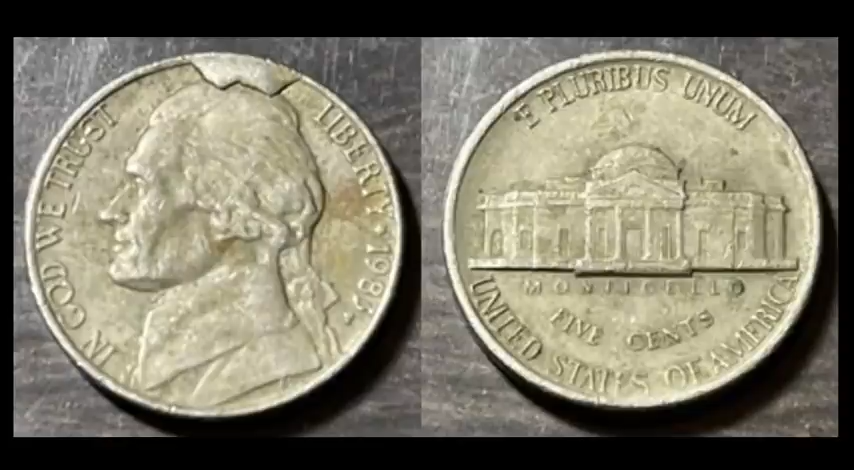 IN GOD WE TRUST
LIBERTY
E PLURIBUS UNUM
MONTICELLO
FIVE CENTS
UNITED STATES OF AMERICA